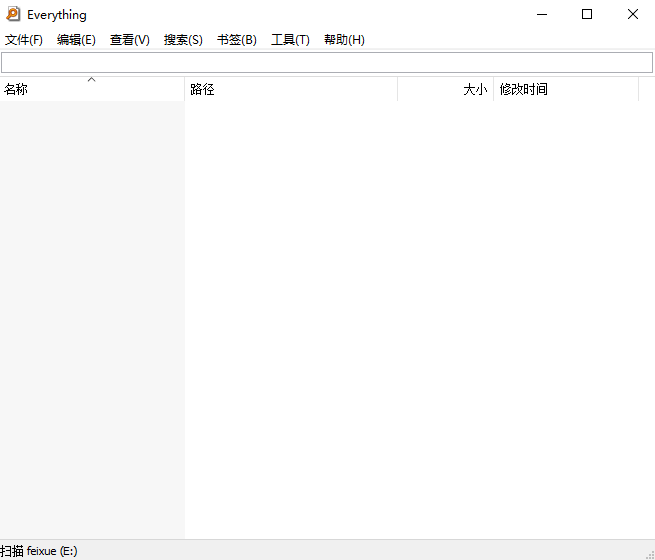 Everything
文件(F) 编辑(E) 查看(V) 搜索(S) 书签(B) 工具(T) 帮助(H)
名称 路径 大小 修改时间
扫描 feixue (E:)